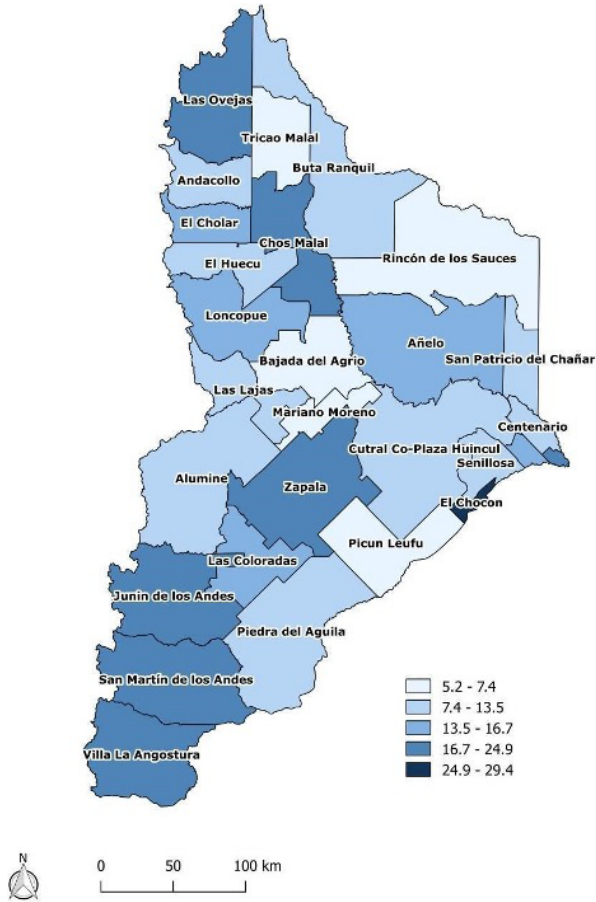 Las Ovejas
Tricao Malal
Buta Ranquil
Andacollo
El Cholar
Chos Malal
El Huecu
Rincón de los Sauces
Loncopue
Añelo
Bajada del Agrio
San Patricio del Chañar
Las Lajas
Mariano Moreno
Centenario
Cutral Co-Plaza Huincul
Senillosa
Alumine
Zapala
El Chocon
Picun Leufu
Las Coloradas
Junin de los Andes
Piedra del Aguila
San Martín de los Andes
Villa La Angostura
5.2 - 7.4
7.4 - 13.5
13.5 - 16.7
16.7 - 24.9
24.9 - 29.4
N
0 50 100 km